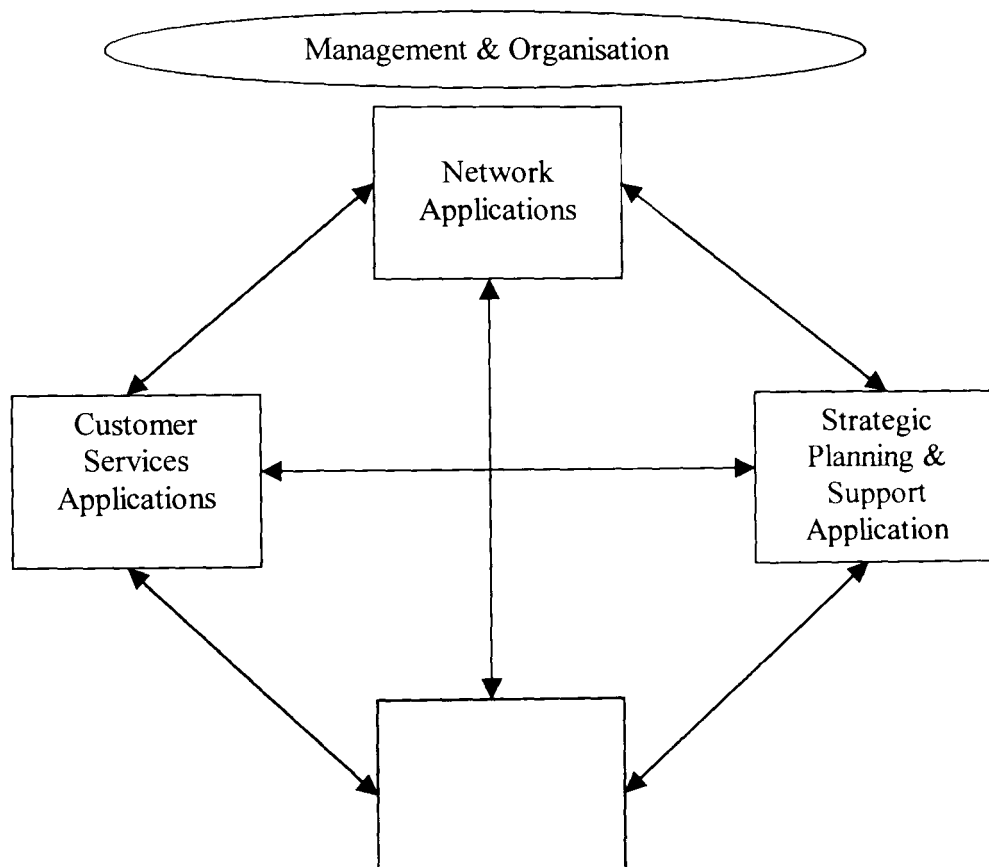 Management & Organisation
Network
Applications
Customer
Services
Applications
Strategic
Planning &
Support
Application